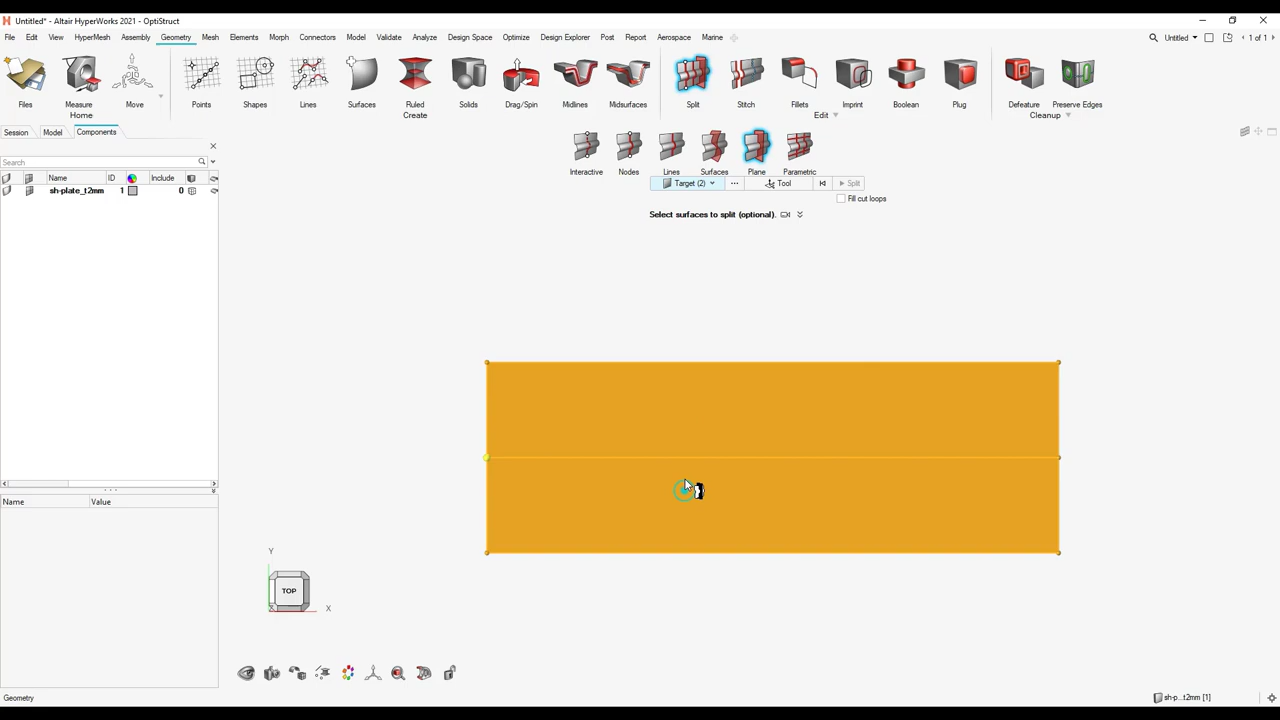 Untitled* - Altair HyperWorks 2021 - OptiStruct
File Edit View HyperMesh Assembly Geometry Mesh Elements Morph Connectors Model Validate Analyze Design Space Optimize Design Explorer Post Report Aerospace Marine Untitled 1 of 1
Files Measure Move Points Shapes Lines Surfaces Ruled Solids Drag/Spin Midlines Midsurfaces Split Stitch Fillets Imprint Boolean Plug Defeature Preserve Edges
Home Create Edit Cleanup
Session Model Components
Interactive Nodes Lines Surfaces Plane Parametric
Search
Name ID Include
Target (2) ... Tool Split
sh-plate_t2mm 1 0
Fill cut loops
Select surfaces to split (optional).
Name Value
Y
TOP
X
Geometry sh-p...t2mm [1]